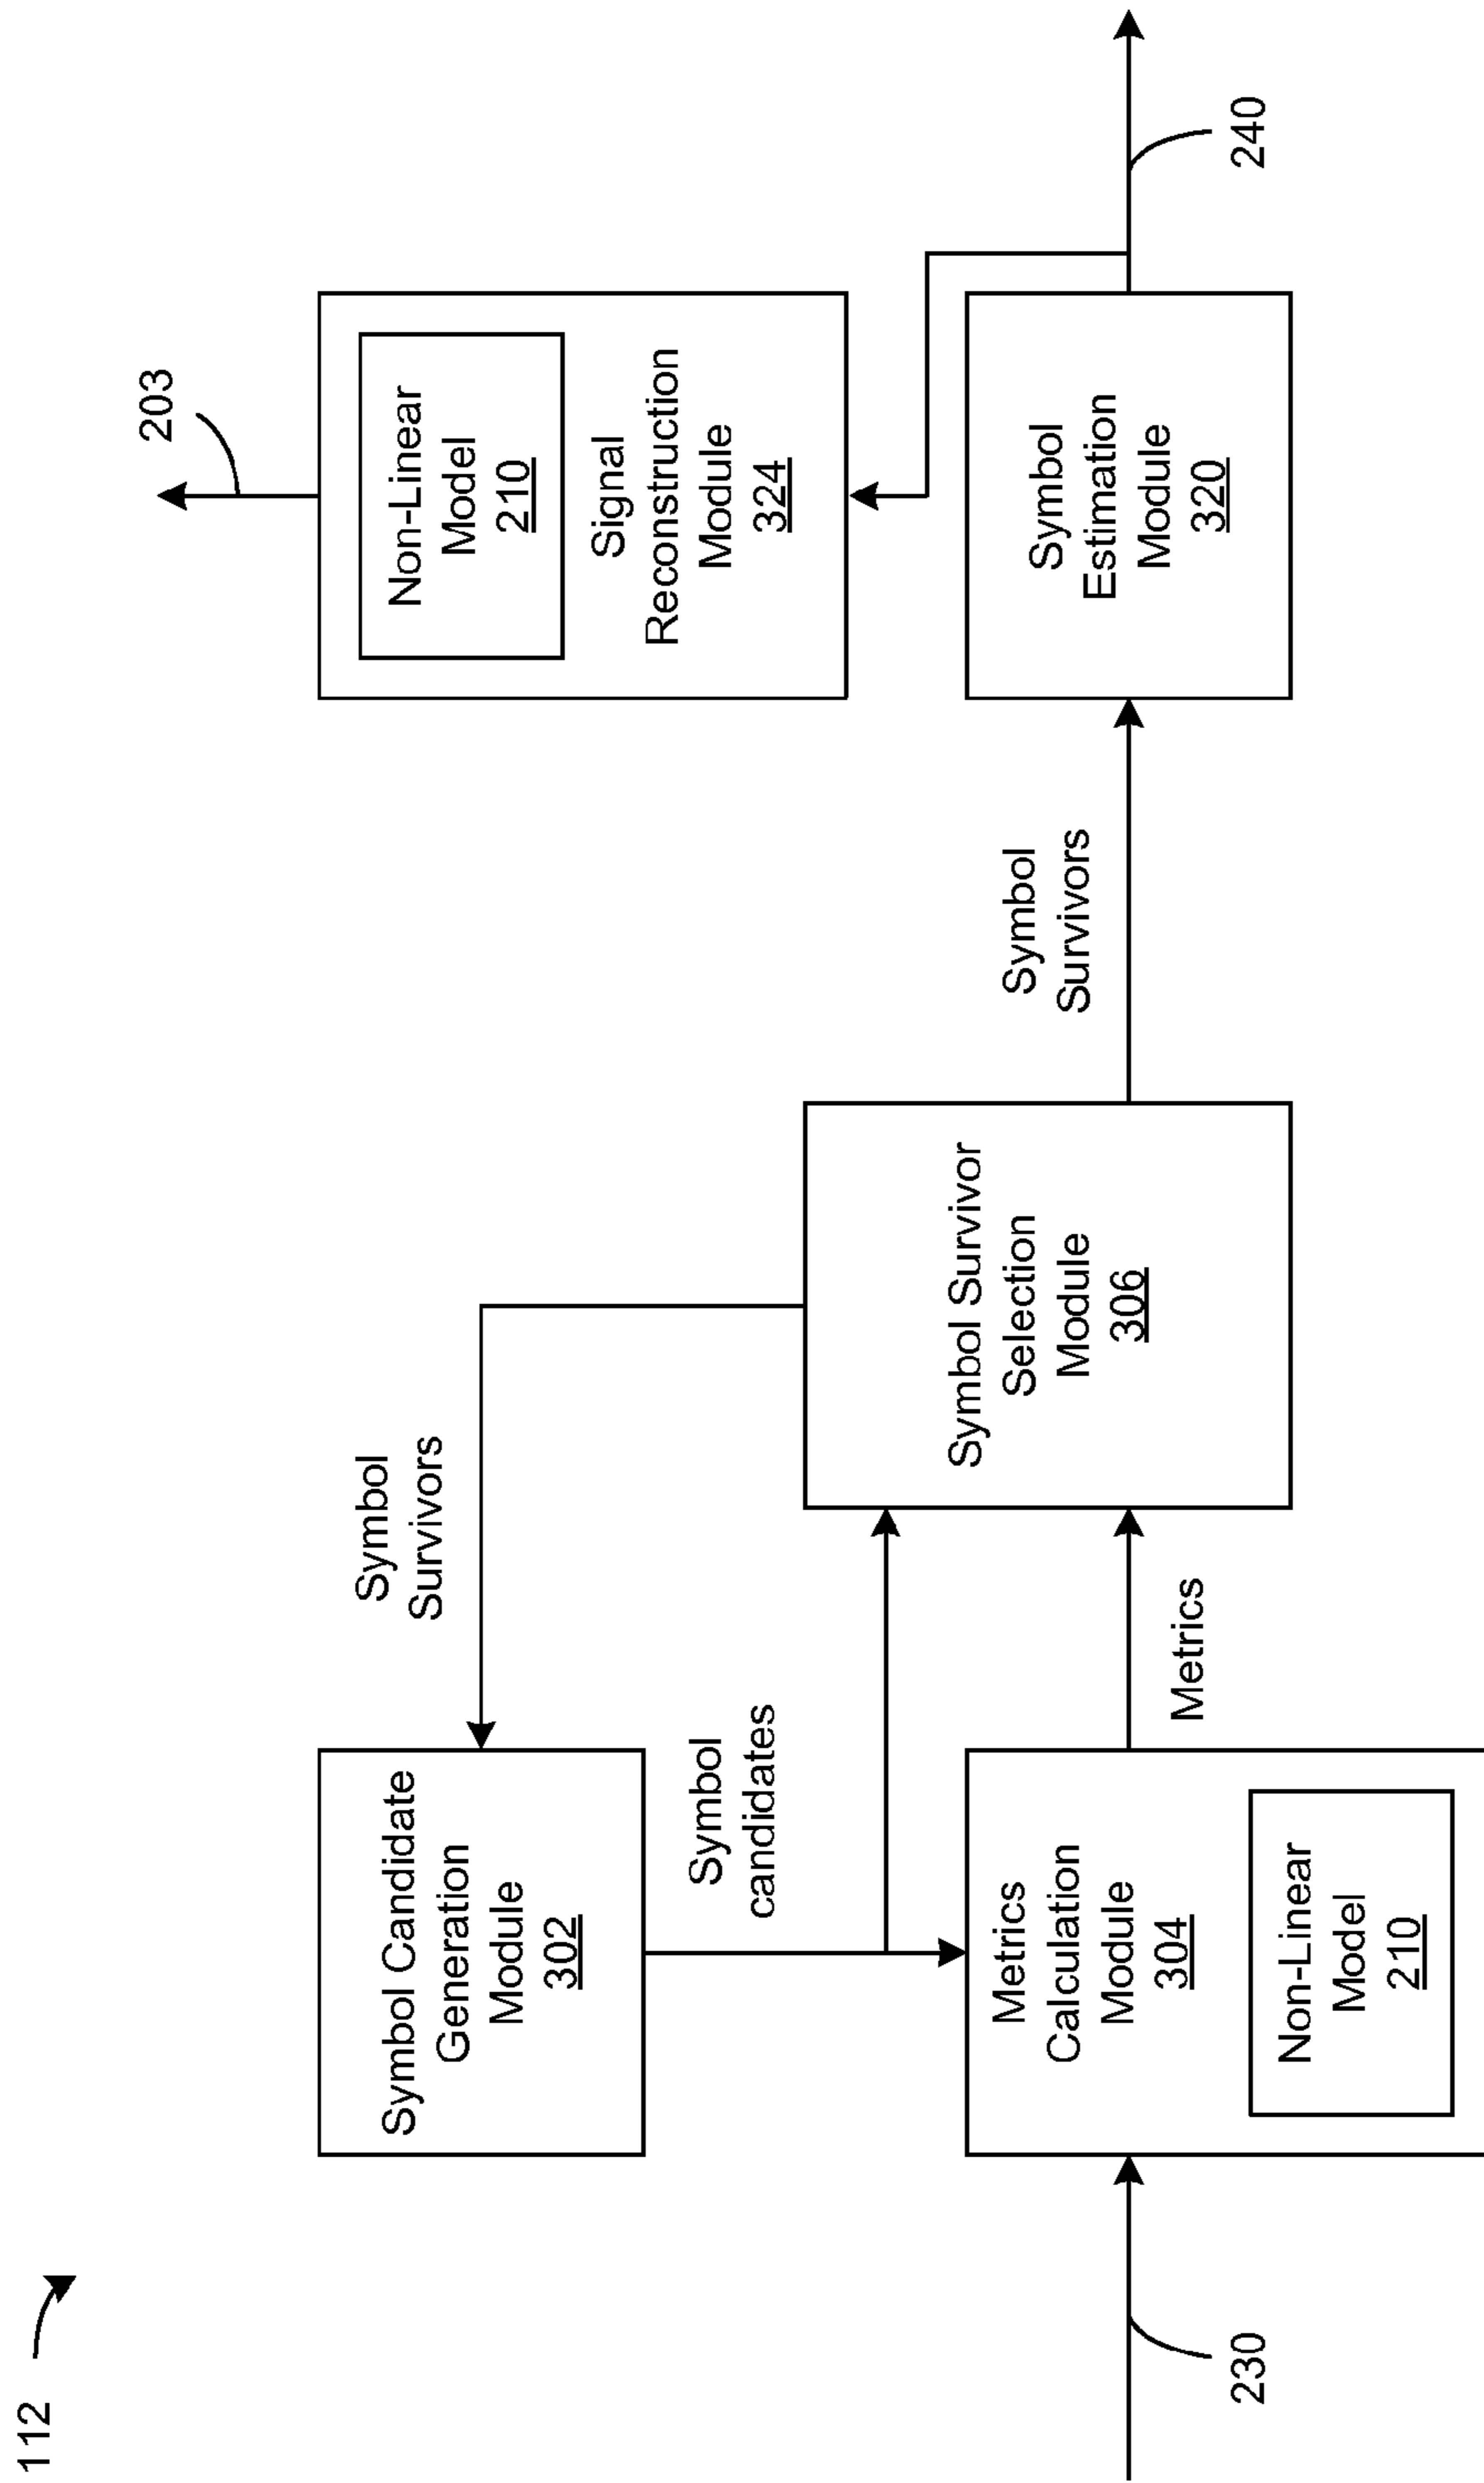 112
203
Symbol Candidate
Generation
Module
302
Symbol
Survivors
Non-Linear
Model
210
Signal
Reconstruction
Module
324
Symbol
candidates
Metrics
Calculation
Module
304
Non-Linear
Model
210
Symbol Survivor
Selection
Module
306
Symbol
Survivors
Symbol
Estimation
Module
320
Metrics
230
240